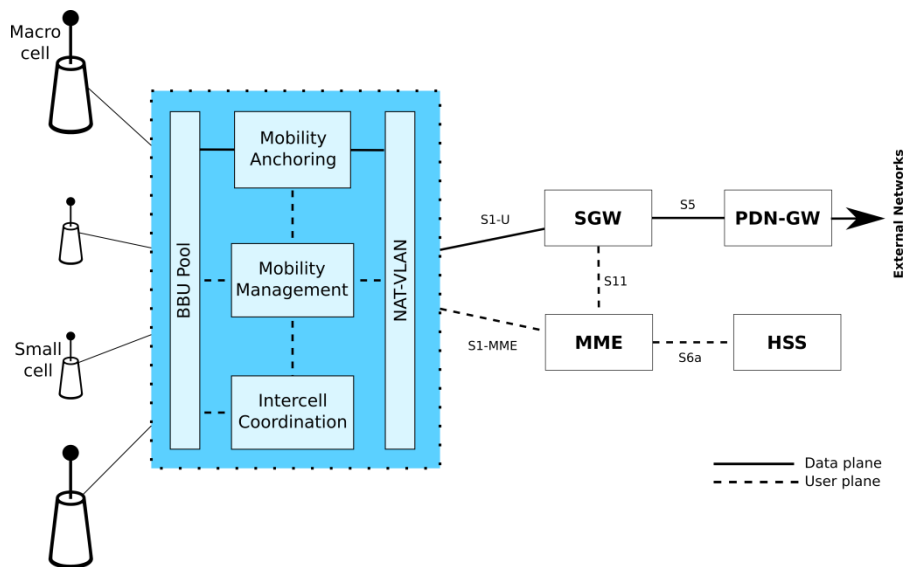 Macro
cell
Small
cell
BBU Pool
Mobility
Anchoring
Mobility
Management
Intercell
Coordination
NAT-VLAN
S1-U
S1-MME
SGW
S5
PDN-GW
S11
MME
S6a
HSS
External Networks
Data plane
User plane